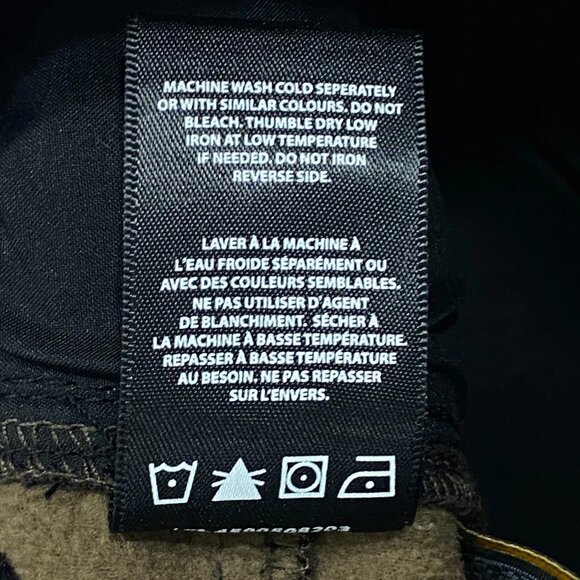 MACHINE WASH COLD SEPERATELY
OR WITH SIMILAR COLOURS. DO NOT
BLEACH. THUMBLE DRY LOW
IRON AT LOW TEMPERATURE
IF NEEDED. DO NOT IRON
REVERSE SIDE.
LAVER À LA MACHINE À
L'EAU FROIDE SÉPARÉMENT OU
AVEC DES COULEURS SEMBLABLES.
NE PAS UTILISER D'AGENT
DE BLANCHIMENT. SÉCHER À
LA MACHINE À BASSE TEMPÉRATURE.
REPASSER À BASSE TEMPÉRATURE
AU BESOIN. NE PAS REPASSER
SUR L'ENVERS.